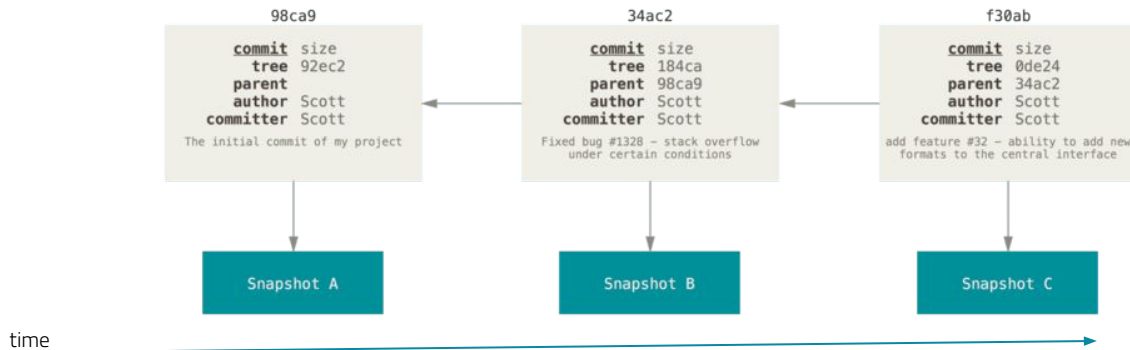 98ca9
commit size
tree 92ec2
parent
author Scott
committer Scott
The initial commit of my project
34ac2
commit size
tree 184ca
parent 98ca9
author Scott
committer Scott
Fixed bug #1328 – stack overflow
under certain conditions
f30ab
commit size
tree 0de24
parent 34ac2
author Scott
committer Scott
add feature #32 – ability to add new
formats to the central interface
Snapshot A
Snapshot B
Snapshot C
time